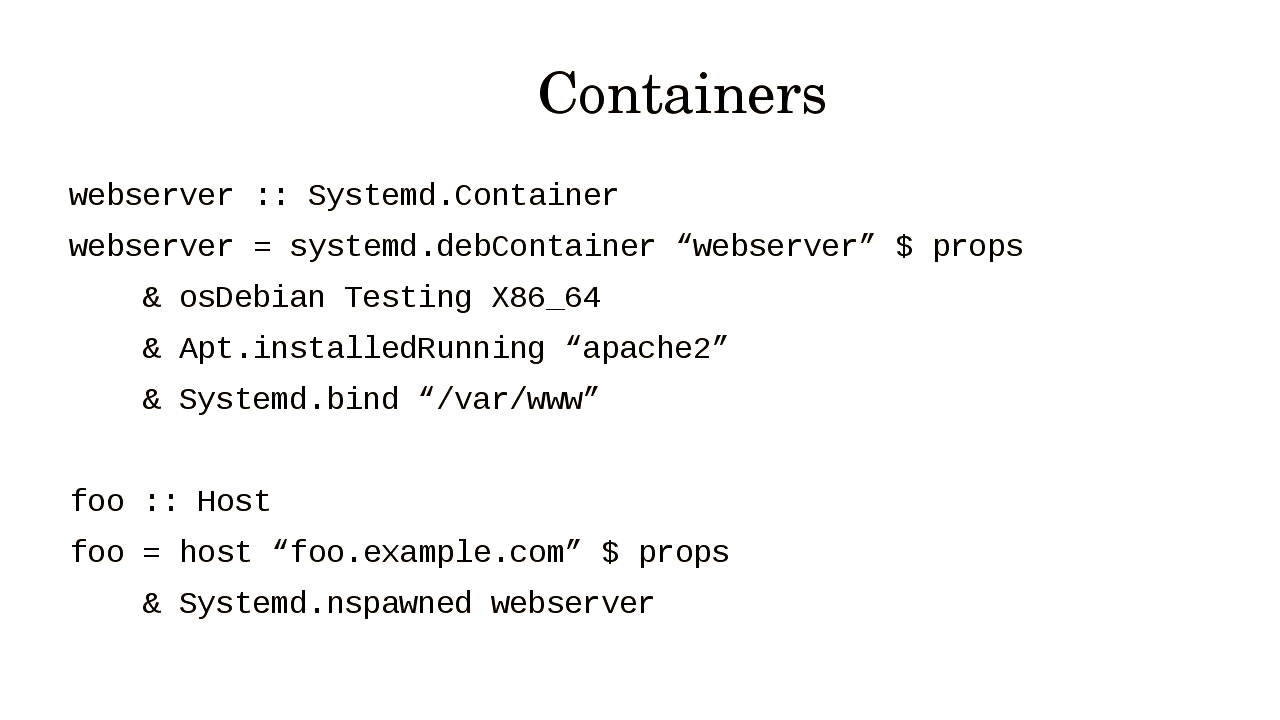 Containers
webserver :: Systemd.Container
webserver = systemd.debContainer “webserver” $ props
    & osDebian Testing X86_64
    & Apt.installedRunning “apache2”
    & Systemd.bind “/var/www”
foo :: Host
foo = host “foo.example.com” $ props
    & Systemd.nspawned webserver